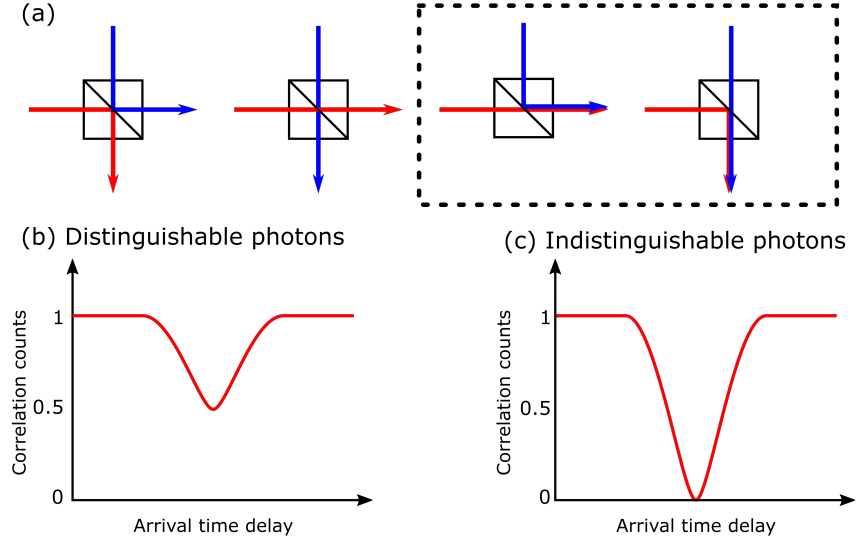 (a)
(b) Distinguishable photons
Correlation counts
1
0.5
0
Arrival time delay
(c) Indistinguishable photons
Correlation counts
1
0.5
0
Arrival time delay